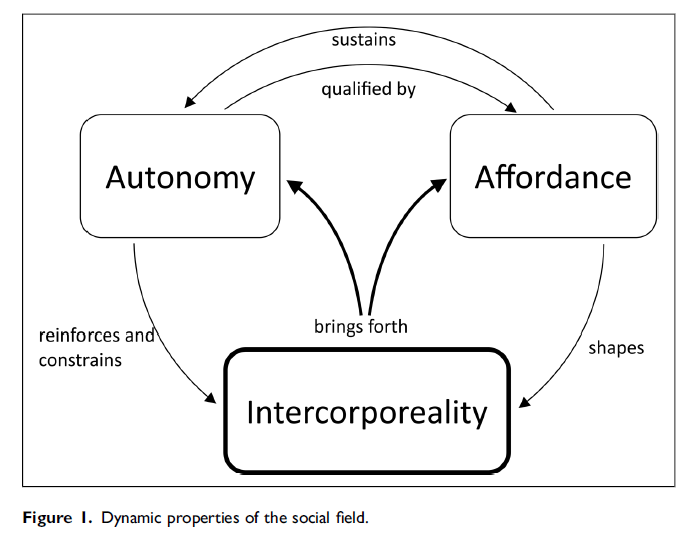 sustains
qualified by
Autonomy
Affordance
brings forth
reinforces and
constrains
shapes
Intercorporeality
Figure 1. Dynamic properties of the social field.